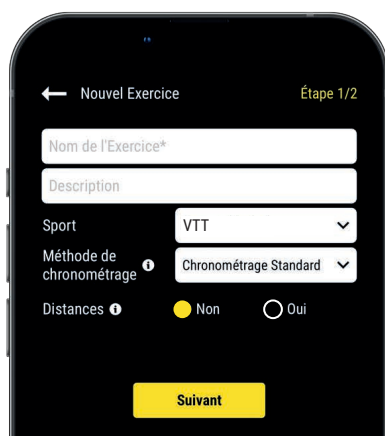 Nouvel Exercice Étape 1/2
Nom de l'Exercice*
Description
Sport VTT
Méthode de
chronométrage Chronométrage Standard
Distances Non Oui
Suivant